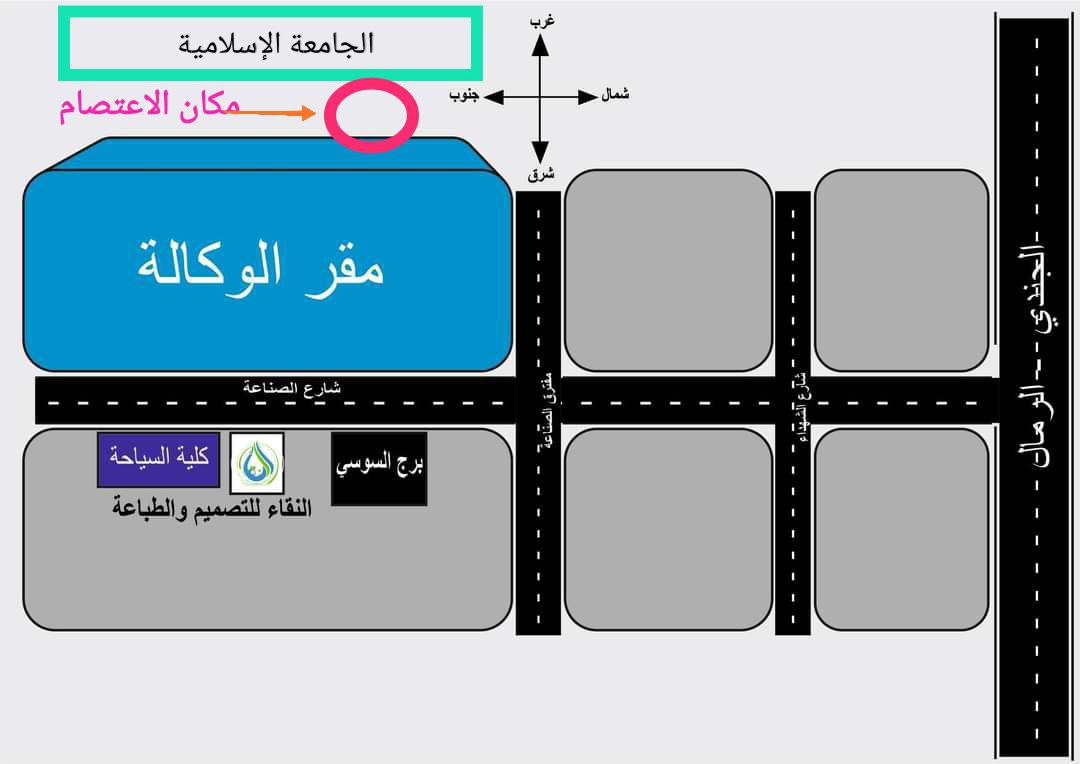 الجامعة الإسلامية
غرب
شمال
جنوب
شرق
مكان الاعتصام
مقر الوكالة
الجندي -- الرمال
شارع الصناعة
مفترق الصناعة
شارع الشهداء
برج السوسي
كلية السياحة
النقاء للتصميم والطباعة